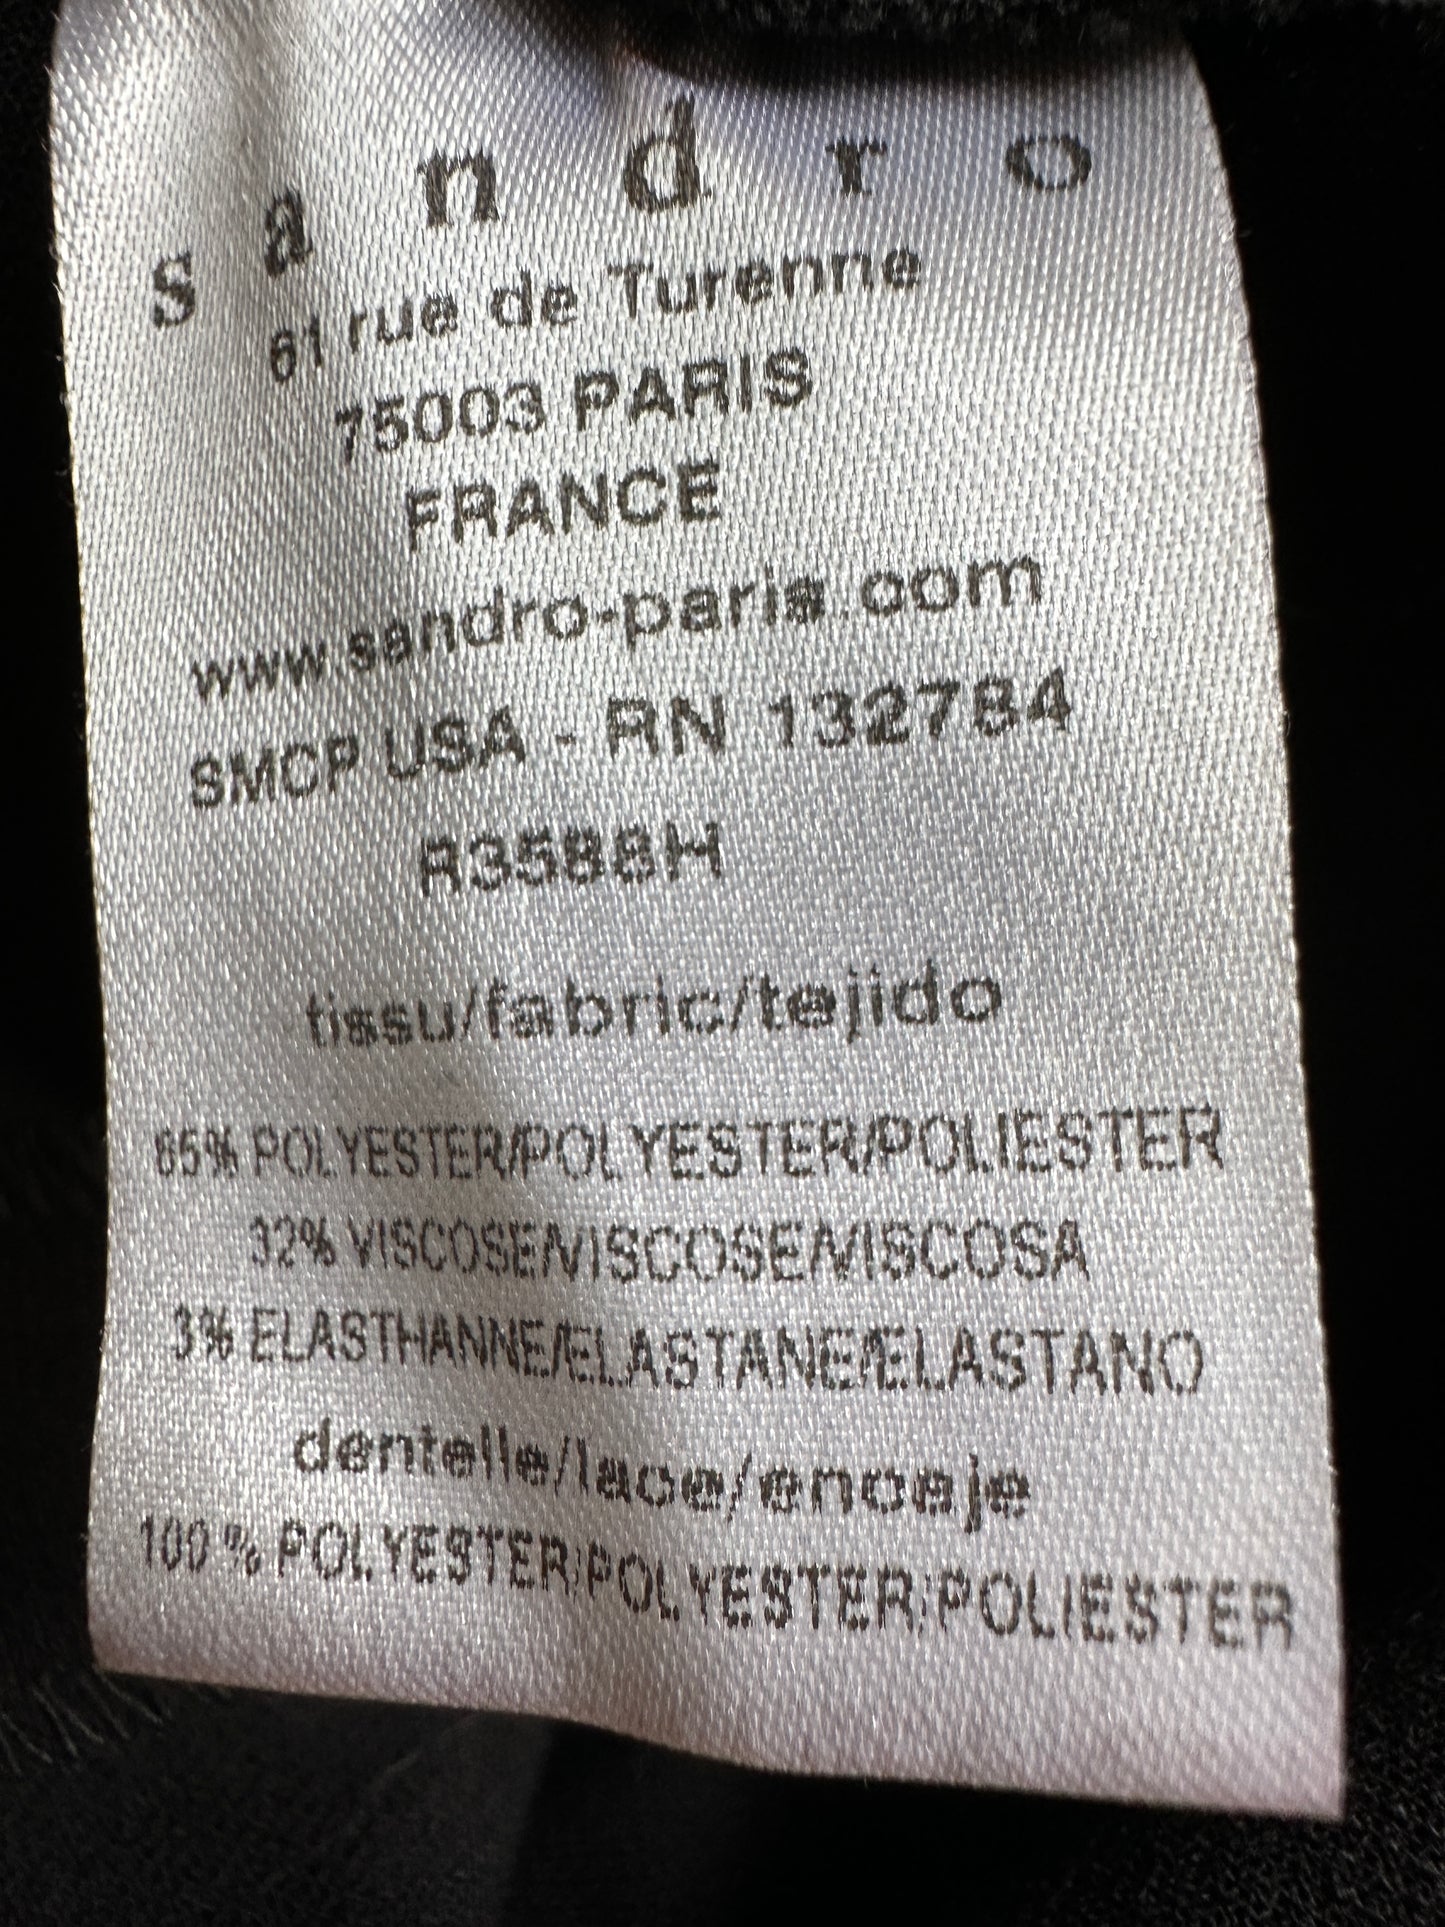 sandro
61 rue de Turenne
75003 PARIS
FRANCE
www.sandro-paris.com
SMCP USA - RN 132784
R3588H
tissu/fabric/tejido
65% POLYESTER/POLYESTER/POLIESTER
32% VISCOSE/VISCOSE/VISCOSA
3% ELASTHANNE/ELASTANE/ELASTANO
dentelle/lace/encaje
100 % POLYESTER/POLYESTER/POLIESTER